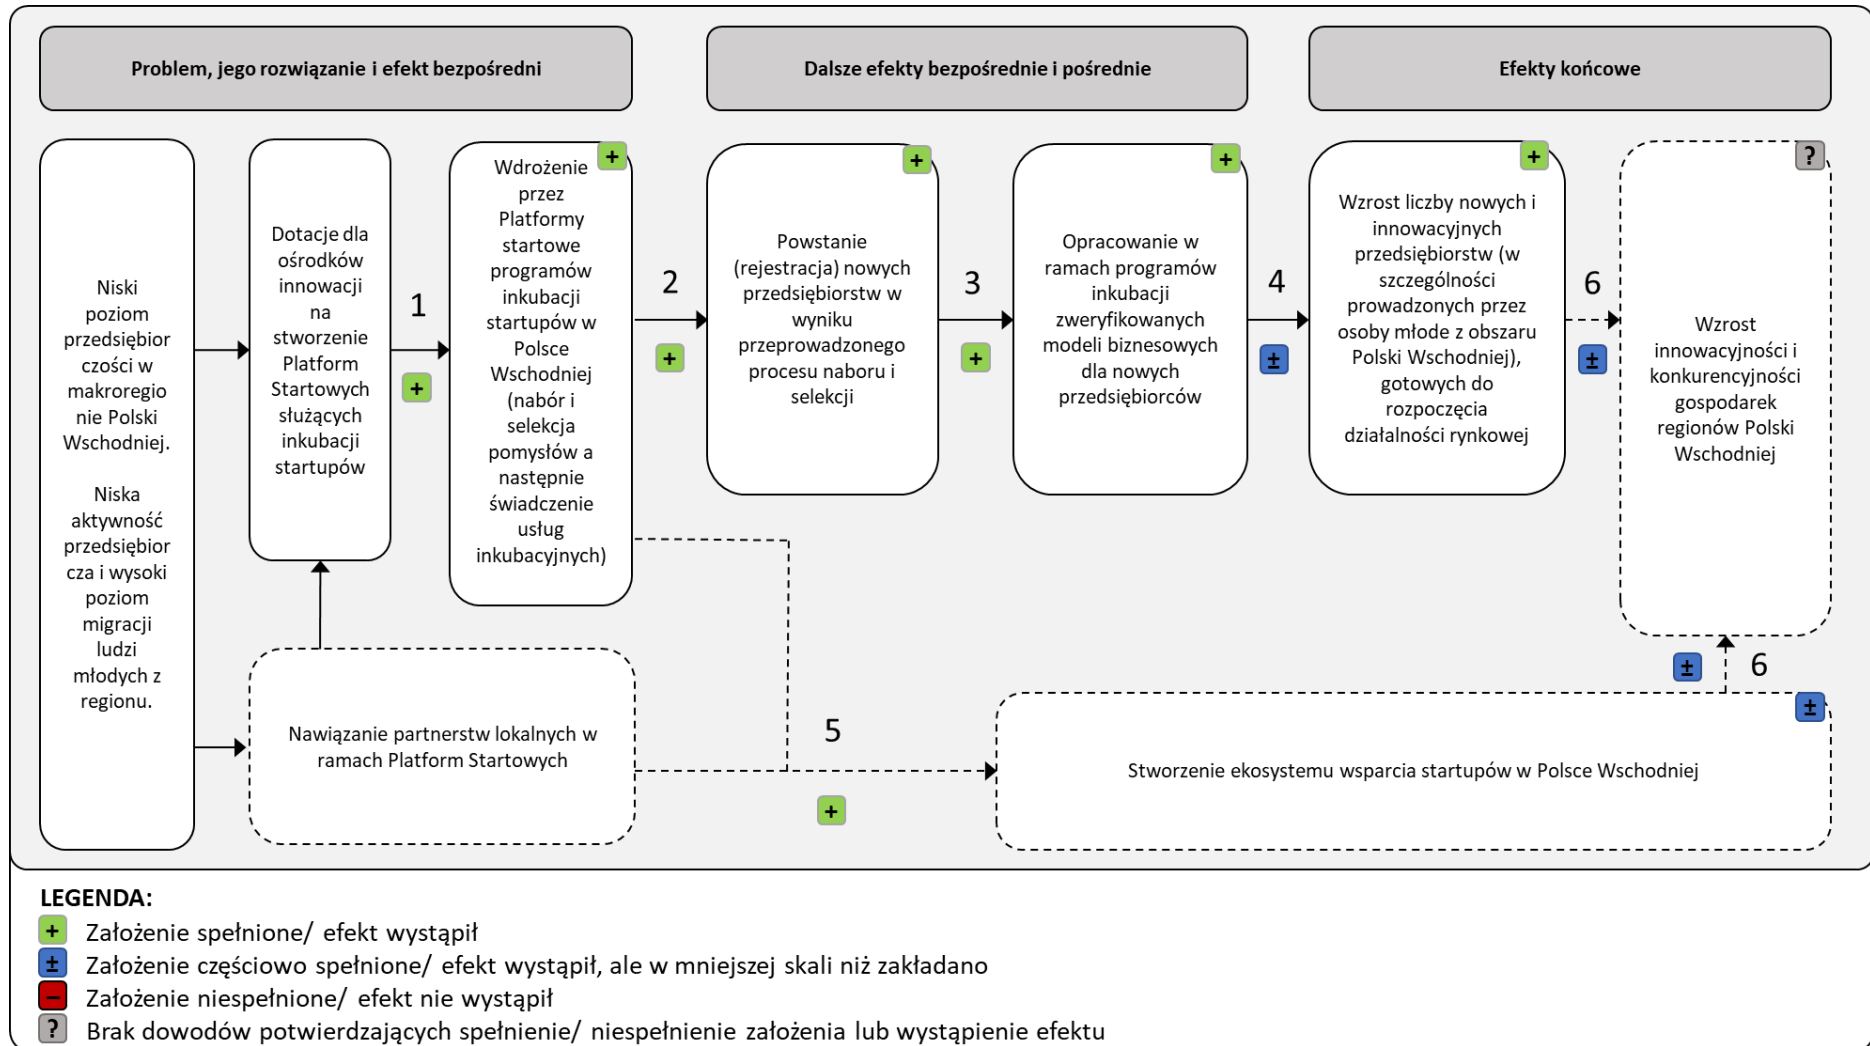 Problem, jego rozwiązanie i efekt bezpośredni
Dalsze efekty bezpośrednie i pośrednie
Efekty końcowe
Niski
poziom
przedsiębior
czości w
makroregio
nie Polski
Wschodniej.
Niska
aktywność
przedsiębior
cza i wysoki
poziom
migracji
ludzi
młodych z
regionu.
Dotacje dla
ośrodków
innowacji
na
stworzenie
Platform
Startowych
służących
inkubacji
startupów
1
+
Wdrożenie
przez
Platformy
startowe
programów
inkubacji
startupów w
Polsce
Wschodniej
(nabór i
selekcja
pomysłów a
następnie
świadczenie
usług
inkubacyjnych)
+
2
+
Powstanie
(rejestracja) nowych
przedsiębiorstw w
wyniku
przeprowadzonego
procesu naboru i
selekcji
+
3
+
Opracowanie w
ramach programów
inkubacji
zweryfikowanych
modeli biznesowych
dla nowych
przedsiębiorców
+
4
±
Wzrost liczby nowych i
innowacyjnych
przedsiębiorstw (w
szczególności
prowadzonych przez
osoby młode z obszaru
Polski Wschodniej),
gotowych do
rozpoczęcia
działalności rynkowej
+
6
±
Wzrost
innowacyjności i
konkurencyjności
gospodarek
regionów Polski
Wschodniej
?
Nawiązanie partnerstw lokalnych w
ramach Platform Startowych
5
+
Stworzenie ekosystemu wsparcia startupów w Polsce Wschodniej
±
± 6
LEGENDA:
+ Założenie spełnione/ efekt wystąpił
± Założenie częściowo spełnione/ efekt wystąpił, ale w mniejszej skali niż zakładano
− Założenie niespełnione/ efekt nie wystąpił
? Brak dowodów potwierdzających spełnienie/ niespełnienie założenia lub wystąpienie efektu